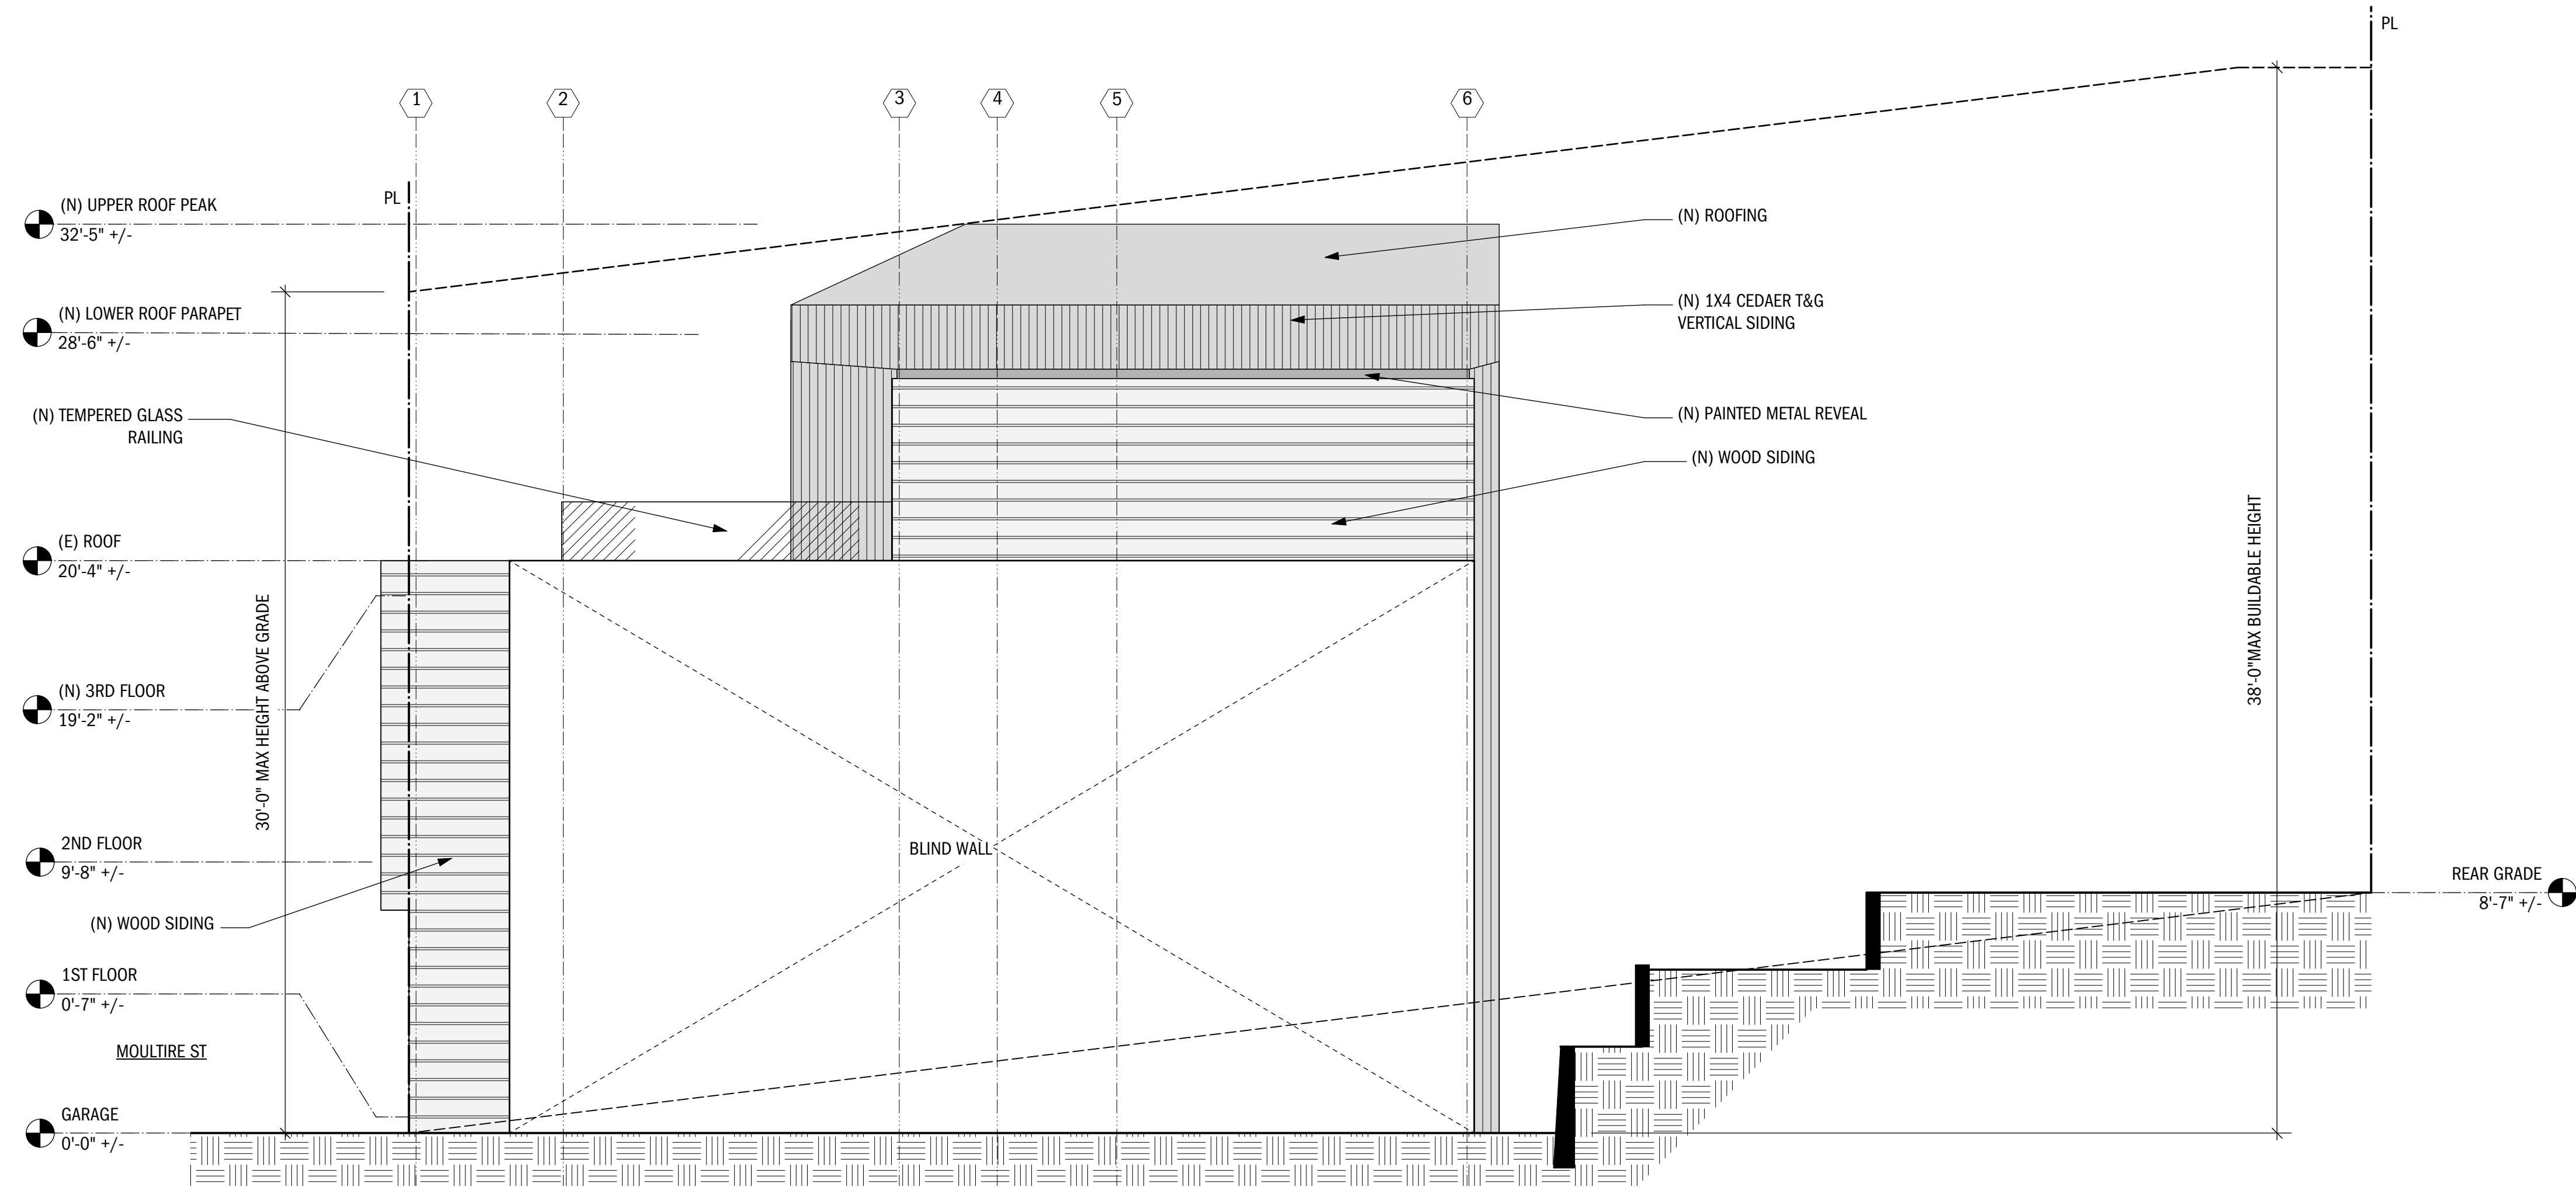 PL
1
2
3
4
5
6
PL
(N) UPPER ROOF PEAK
32'-5" +/-
(N) ROOFING
(N) LOWER ROOF PARAPET
28'-6" +/-
(N) 1X4 CEDAER T&G
VERTICAL SIDING
(N) TEMPERED GLASS
RAILING
(N) PAINTED METAL REVEAL
(N) WOOD SIDING
(E) ROOF
20'-4" +/-
30'-0" MAX HEIGHT ABOVE GRADE
38'-0"MAX BUILDABLE HEIGHT
(N) 3RD FLOOR
19'-2" +/-
2ND FLOOR
9'-8" +/-
BLIND WALL
REAR GRADE
8'-7" +/-
(N) WOOD SIDING
1ST FLOOR
0'-7" +/-
MOULTIRE ST
GARAGE
0'-0" +/-